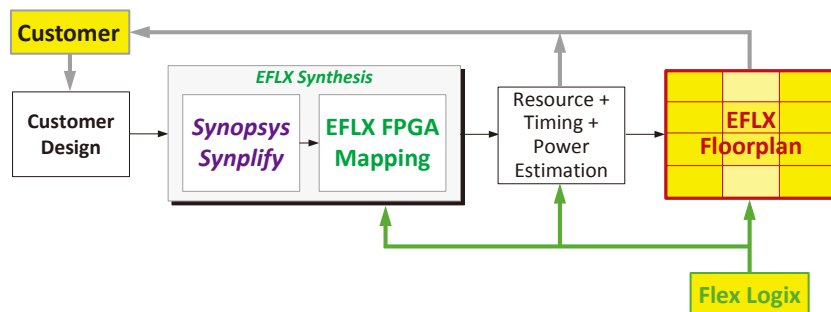 Customer
EFLX Synthesis
Customer
Design
Synopsys
Synplify
EFLX FPGA
Mapping
Resource +
Timing +
Power
Estimation
EFLX
Floorplan
Flex Logix